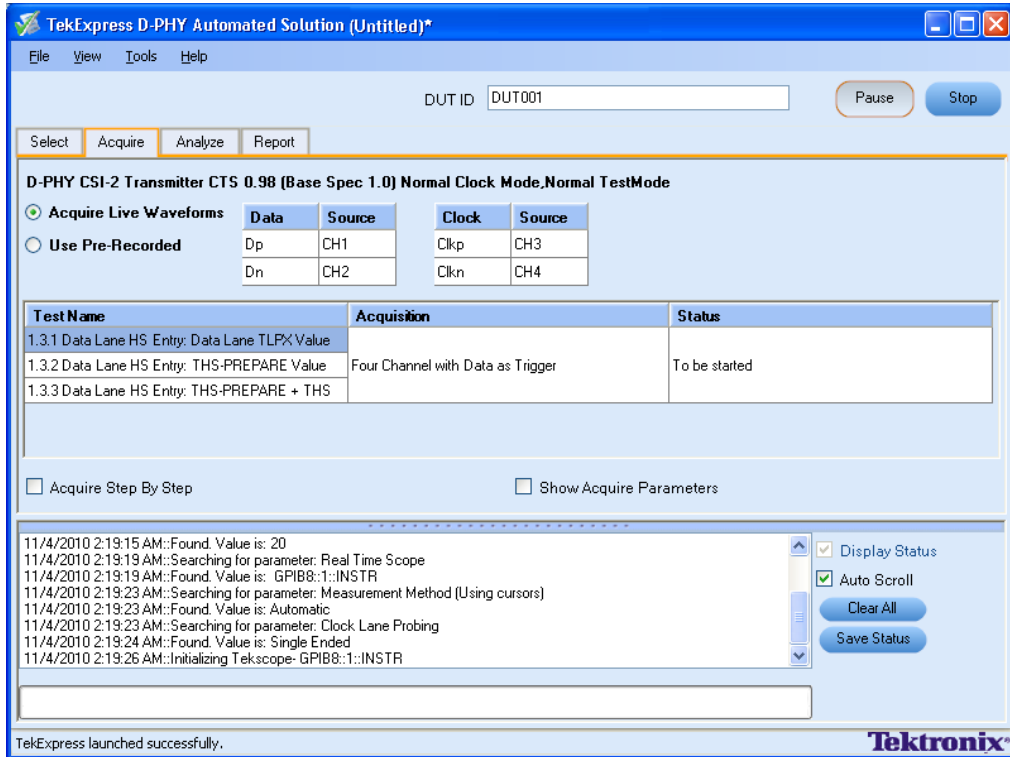 TekExpress D-PHY Automated Solution (Untitled)*
File View Tools Help
DUT ID DUT001 Pause Stop
Select Acquire Analyze Report
D-PHY CSI-2 Transmitter CTS 0.98 (Base Spec 1.0) Normal Clock Mode,Normal TestMode
Acquire Live Waveforms
Use Pre-Recorded
Data Source
Dp CH1
Dn CH2
Clock Source
Clkp CH3
Clkn CH4
Test Name Acquisition Status
1.3.1 Data Lane HS Entry: Data Lane TLPX Value
1.3.2 Data Lane HS Entry: THS-PREPARE Value Four Channel with Data as Trigger To be started
1.3.3 Data Lane HS Entry: THS-PREPARE + THS
Acquire Step By Step Show Acquire Parameters
11/4/2010 2:19:15 AM::Found. Value is: 20
11/4/2010 2:19:19 AM::Searching for parameter: Real Time Scope
11/4/2010 2:19:19 AM::Found. Value is: GPIB8::1::INSTR
11/4/2010 2:19:23 AM::Searching for parameter: Measurement Method (Using cursors)
11/4/2010 2:19:23 AM::Found. Value is: Automatic
11/4/2010 2:19:23 AM::Searching for parameter: Clock Lane Probing
11/4/2010 2:19:24 AM::Found. Value is: Single Ended
11/4/2010 2:19:26 AM::Initializing Tekscope- GPIB8::1::INSTR
Display Status
Auto Scroll
Clear All
Save Status
TekExpress launched successfully.
Tektronix